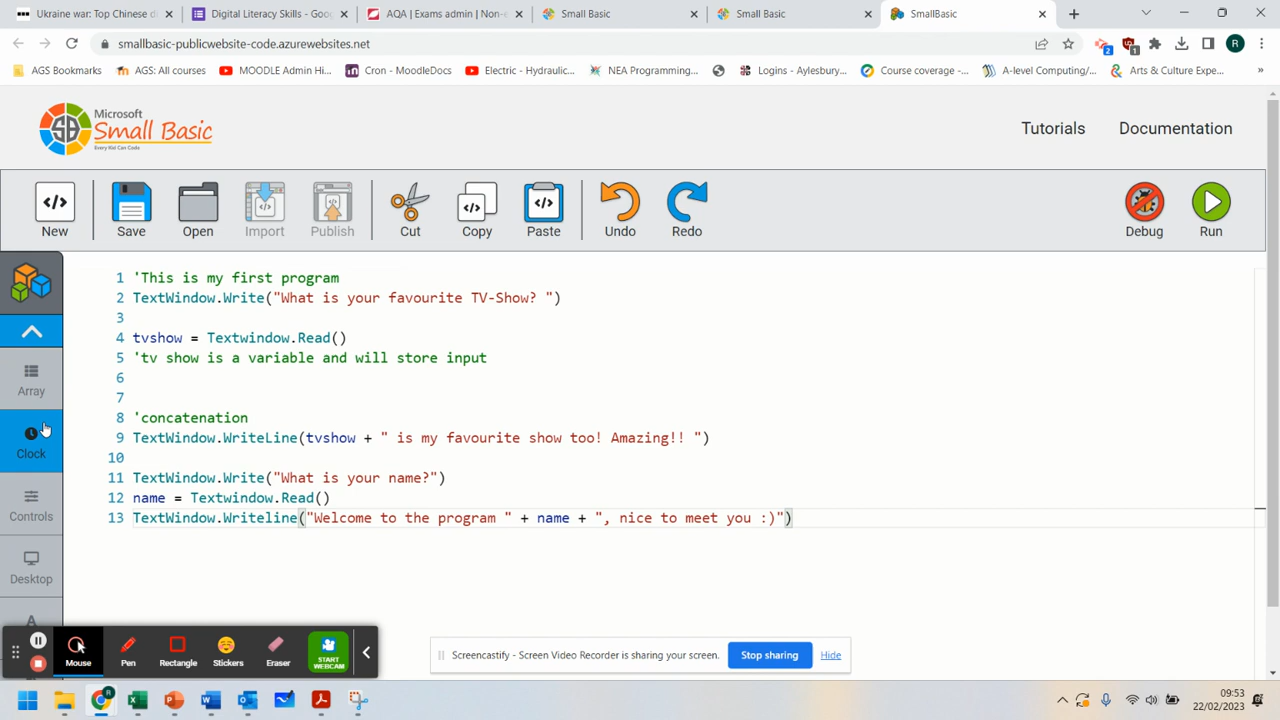 Ukraine war: Top Chinese di
Digital Literacy Skills - Goog
AQA | Exams admin | Non-e
Small Basic
Small Basic
SmallBasic
smallbasic-publicwebsite-code.azurewebsites.net
2
1
R
AGS Bookmarks
AGS: All courses
MOODLE Admin Hi...
Cron - MoodleDocs
Electric - Hydraulic...
NEA Programming...
Logins - Aylesbury...
Course coverage -...
A-level Computing/...
Arts & Culture Expe...
»
SB
Microsoft
Small Basic
Every Kid Can Code
Tutorials
Documentation
New
Save
Open
Import
Publish
Cut
Copy
Paste
Undo
Redo
Debug
Run
Array
Clock
Controls
Desktop
1 'This is my first program
2 TextWindow.Write("What is your favourite TV-Show? ")
3
4 tvshow = Textwindow.Read()
5 'tv show is a variable and will store input
6
7
8 'concatenation
9 TextWindow.WriteLine(tvshow + " is my favourite show too! Amazing!! ")
10
11 TextWindow.Write("What is your name?")
12 name = Textwindow.Read()
13 TextWindow.Writeline("Welcome to the program " + name + ", nice to meet you :)")
Mouse
Pen
Rectangle
Stickers
Eraser
START
WEBCAM
Screencastify - Screen Video Recorder is sharing your screen.
Stop sharing
Hide
09:53
22/02/2023